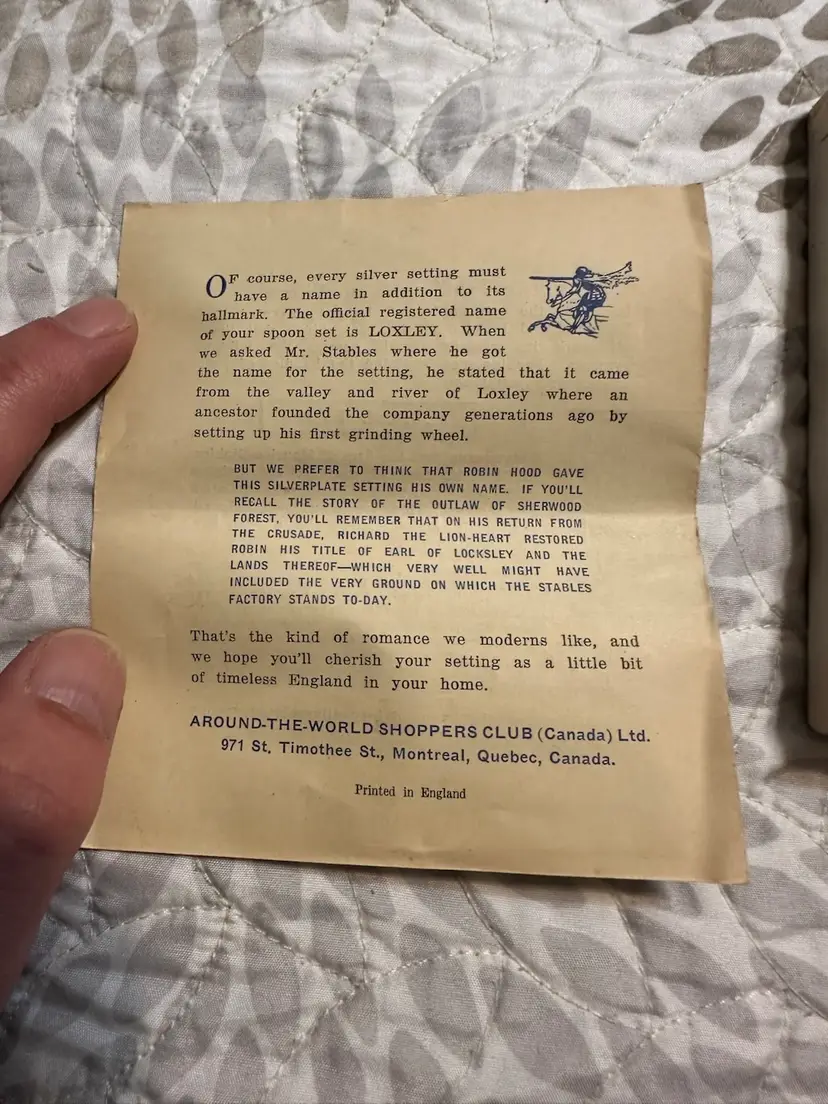 OF course, every silver setting must
have a name in addition to its
hallmark. The official registered name
of your spoon set is LOXLEY. When
we asked Mr. Stables where he got
the name for the setting, he stated that it came
from the valley and river of Loxley where an
ancestor founded the company generations ago by
setting up his first grinding wheel.
BUT WE PREFER TO THINK THAT ROBIN HOOD GAVE
THIS SILVERPLATE SETTING HIS OWN NAME. IF YOU'LL
RECALL THE STORY OF THE OUTLAW OF SHERWOOD
FOREST, YOU'LL REMEMBER THAT ON HIS RETURN FROM
THE CRUSADE, RICHARD THE LION-HEART RESTORED
ROBIN HIS TITLE OF EARL OF LOCKSLEY AND THE
LANDS THEREOF—WHICH VERY WELL MIGHT HAVE
INCLUDED THE VERY GROUND ON WHICH THE STABLES
FACTORY STANDS TO-DAY.
That's the kind of romance we moderns like, and
we hope you'll cherish your setting as a little bit
of timeless England in your home.
AROUND-THE-WORLD SHOPPERS CLUB (Canada) Ltd.
971 St. Timothee St., Montreal, Quebec, Canada.
Printed in England